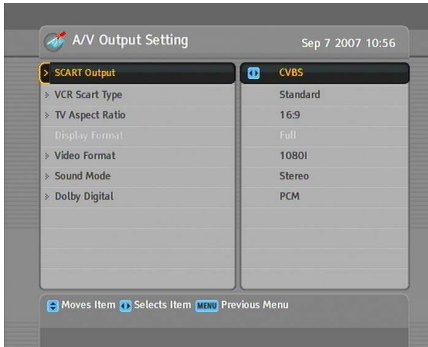 A/V Output Setting
Sep 7 2007 10:56
SCART Output CVBS
VCR Scart Type Standard
TV Aspect Ratio 16:9
Display Format Full
Video Format 1080I
Sound Mode Stereo
Dolby Digital PCM
Moves Item Selects Item MENU Previous Menu